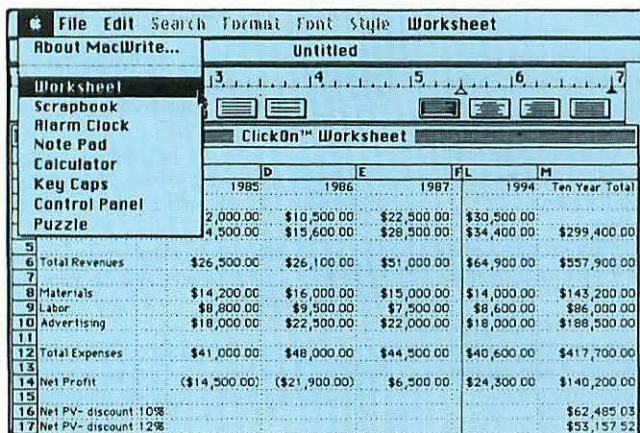 File Edit Search Format Font Style Worksheet
About MacWrite...
Untitled
Worksheet
Scrapbook
Alarm Clock
Note Pad
Calculator
Key Caps
Control Panel
Puzzle
3 4 5 6 7
ClickOn™ Worksheet
D E F L M
1985 1986 1987 1994 Ten Year Total
2,000.00 $10,500.00 $22,500.00 $30,500.00
4,500.00 $15,600.00 $28,500.00 $34,400.00 $299,400.00
5
6 Total Revenues $26,500.00 $26,100.00 $51,000.00 $64,900.00 $557,900.00
7
8 Materials $14,200.00 $16,000.00 $15,000.00 $14,000.00 $143,200.00
9 Labor $8,800.00 $9,500.00 $7,500.00 $8,600.00 $86,000.00
10 Advertising $18,000.00 $22,500.00 $22,000.00 $18,000.00 $188,500.00
11
12 Total Expenses $41,000.00 $48,000.00 $44,500.00 $40,600.00 $417,700.00
13
14 Net Profit ($14,500.00) ($21,900.00) $6,500.00 $24,300.00 $140,200.00
15
16 Net PV- discount 10% $62,485.03
17 Net PV- discount 12% $53,157.52